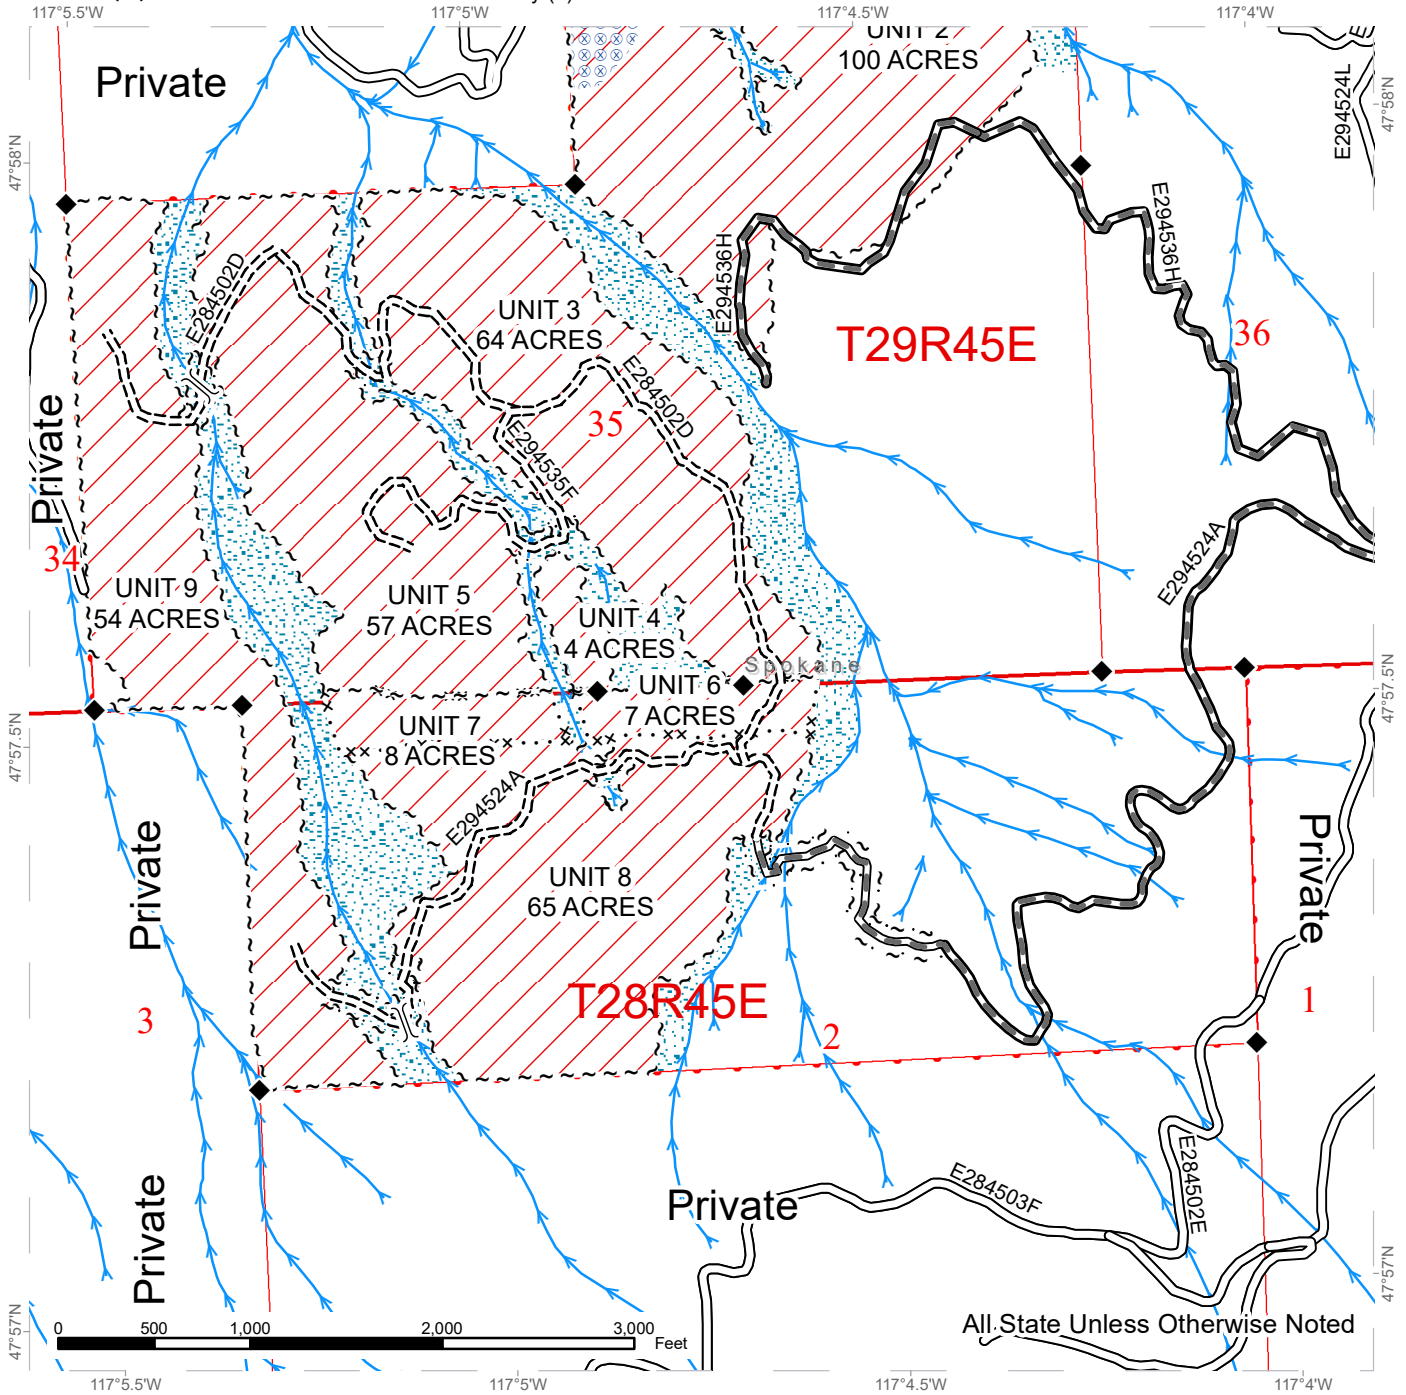 117°5.5'W
117°5'W
117°4.5'W
117°4'W
UNIT 2
100 ACRES
Private
E294524L
47°58'N
47°58'N
E294536H
E284502D
E294536H
UNIT 3
64 ACRES
T29R45E
36
E284502D
35
Private
E294535F
E294524A
34
UNIT 9
54 ACRES
UNIT 5
57 ACRES
UNIT 4
4 ACRES
Spokane
UNIT 6
7 ACRES
47°57.5'N
47°57.5'N
UNIT 7
8 ACRES
E294524A
Private
Private
UNIT 8
65 ACRES
T28R45E
3
2
1
E284503F
E284502E
Private
Private
47°57'N
47°57'N
All State Unless Otherwise Noted
0 500 1,000 2,000 3,000
Feet
117°5.5'W
117°5'W
117°4.5'W
117°4'W